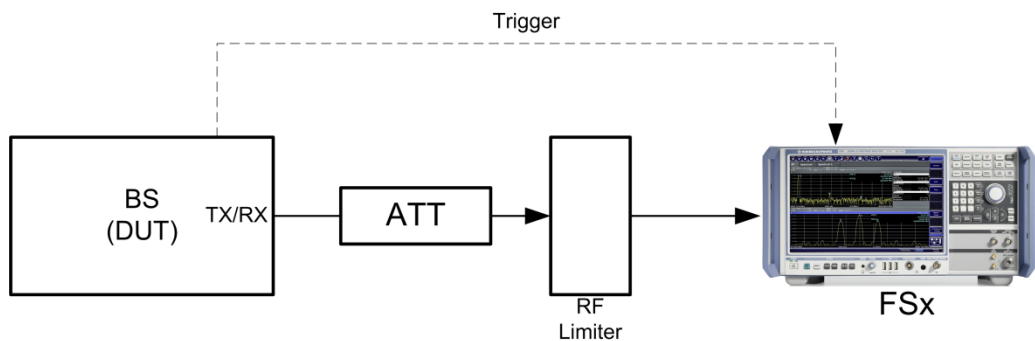 Trigger
BS
(DUT)
TX/RX
ATT
RF
Limiter
FSx